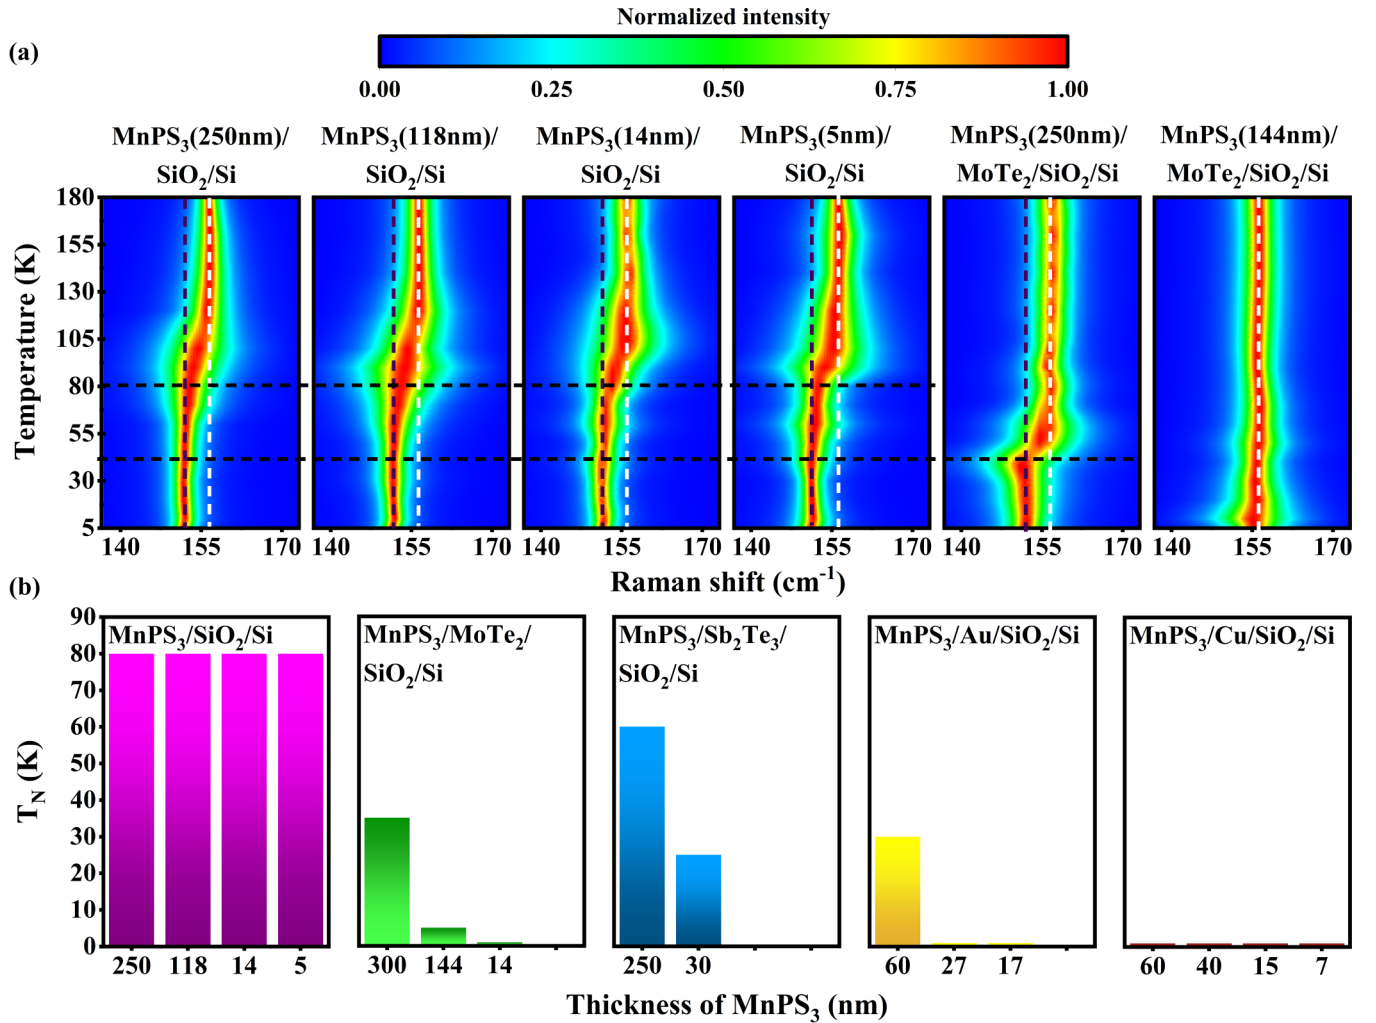 Normalized intensity
(a)
0.00 0.25 0.50 0.75 1.00
MnPS₃(250nm)/ MnPS₃(118nm)/ MnPS₃(14nm)/ MnPS₃(5nm)/ MnPS₃(250nm)/ MnPS₃(144nm)/
SiO₂/Si SiO₂/Si SiO₂/Si SiO₂/Si MoTe₂/SiO₂/Si MoTe₂/SiO₂/Si
Temperature (K)
180
155
130
105
80
55
30
5
140 155 170 140 155 170 140 155 170 140 155 170 140 155 170 140 155 170
Raman shift (cm⁻¹)
(b)
T_N (K)
90
80
70
60
50
40
30
20
10
0
MnPS₃/SiO₂/Si
MnPS₃/MoTe₂/
SiO₂/Si
MnPS₃/Sb₂Te₃/
SiO₂/Si
MnPS₃/Au/SiO₂/Si
MnPS₃/Cu/SiO₂/Si
250 118 14 5 300 144 14 250 30 60 27 17 60 40 15 7
Thickness of MnPS₃ (nm)